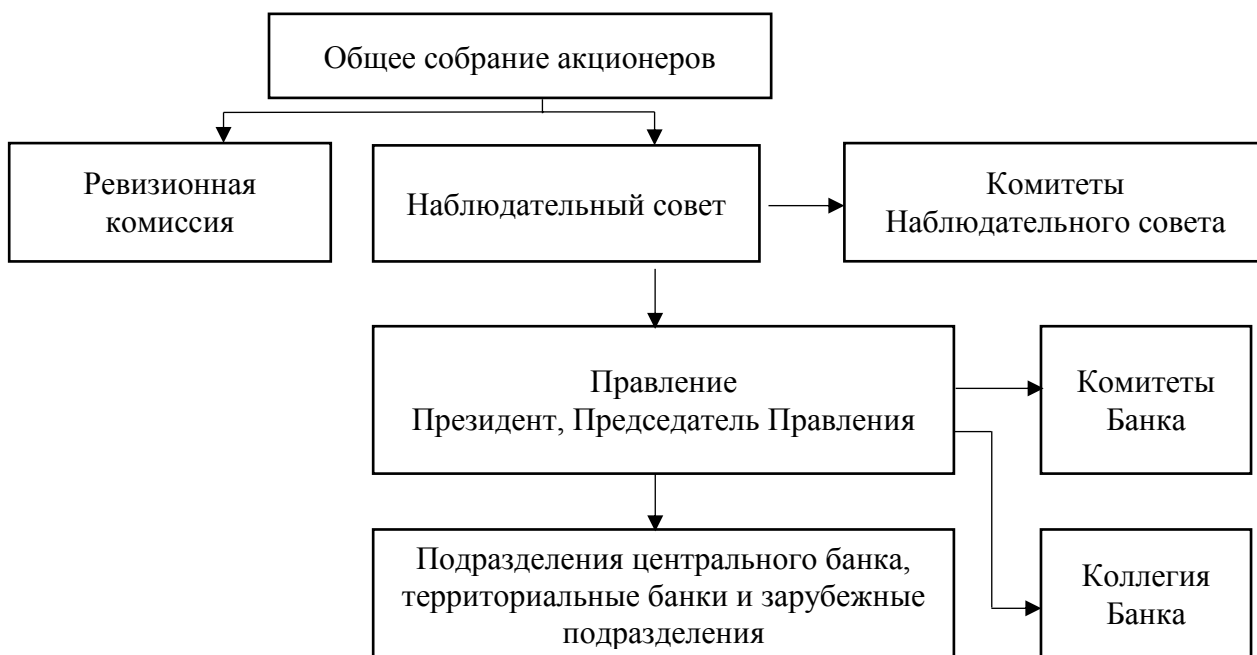 Общее собрание акционеров
Ревизионная
комиссия
Наблюдательный совет
Комитеты
Наблюдательного совета
Правление
Президент, Председатель Правления
Комитеты
Банка
Подразделения центрального банка,
территориальные банки и зарубежные
подразделения
Коллегия
Банка